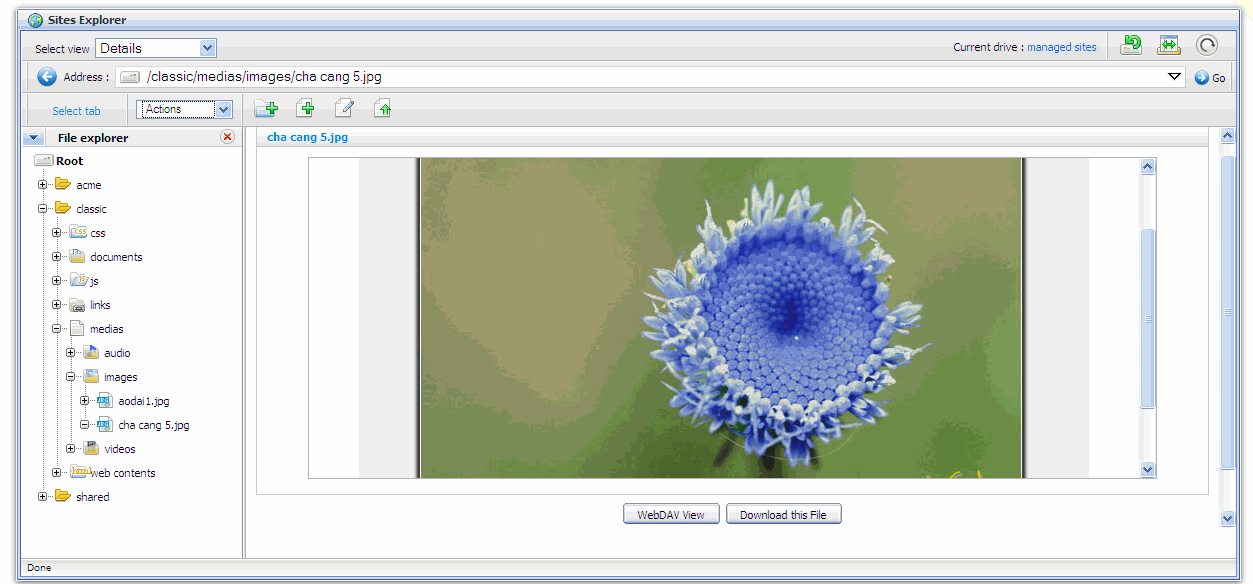 Sites Explorer
Select view Details Current drive : managed sites
Address : /classic/medias/images/cha cang 5.jpg Go
Select tab Actions
File explorer
cha cang 5.jpg
Root
acme
classic
css
documents
js
links
medias
audio
images
aodai1.jpg
cha cang 5.jpg
videos
web contents
shared
WebDAV View Download this File
Done